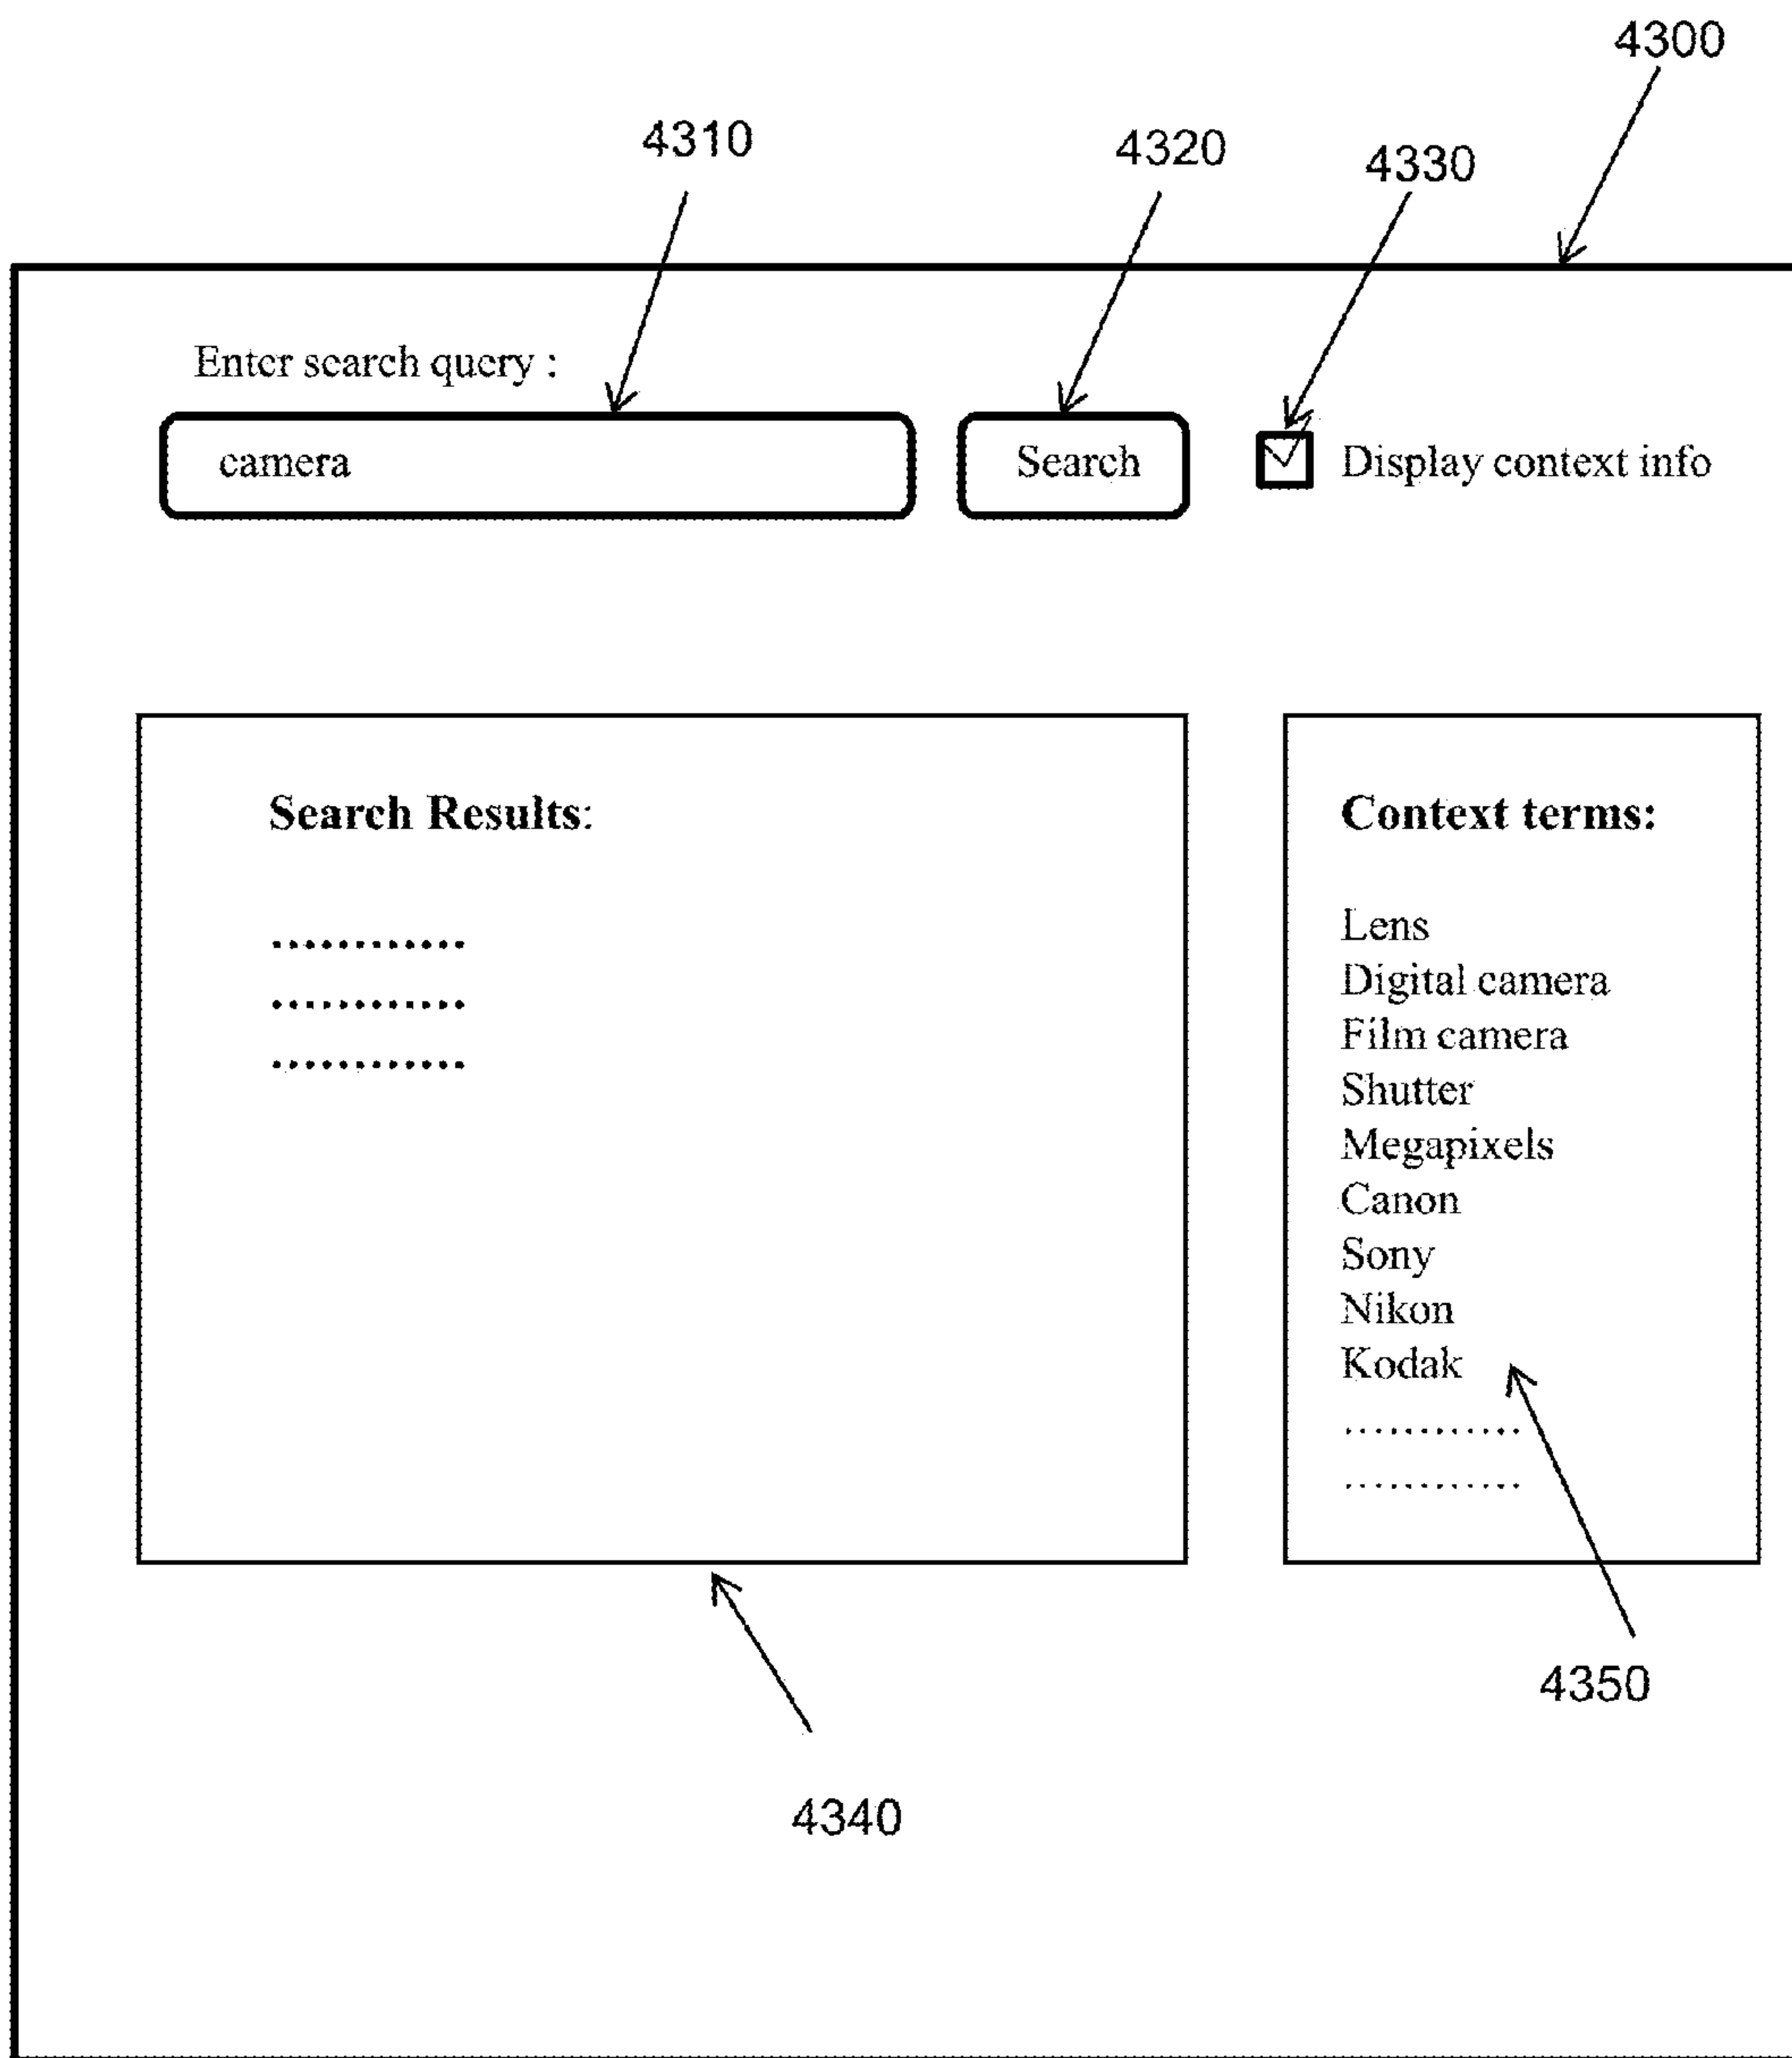 4300
4310
4320
4330
Enter search query :
camera
Search
Display context info
Search Results:
............
............
............
Context terms:
Lens
Digital camera
Film camera
Shutter
Megapixels
Canon
Sony
Nikon
Kodak
............
............
4350
4340